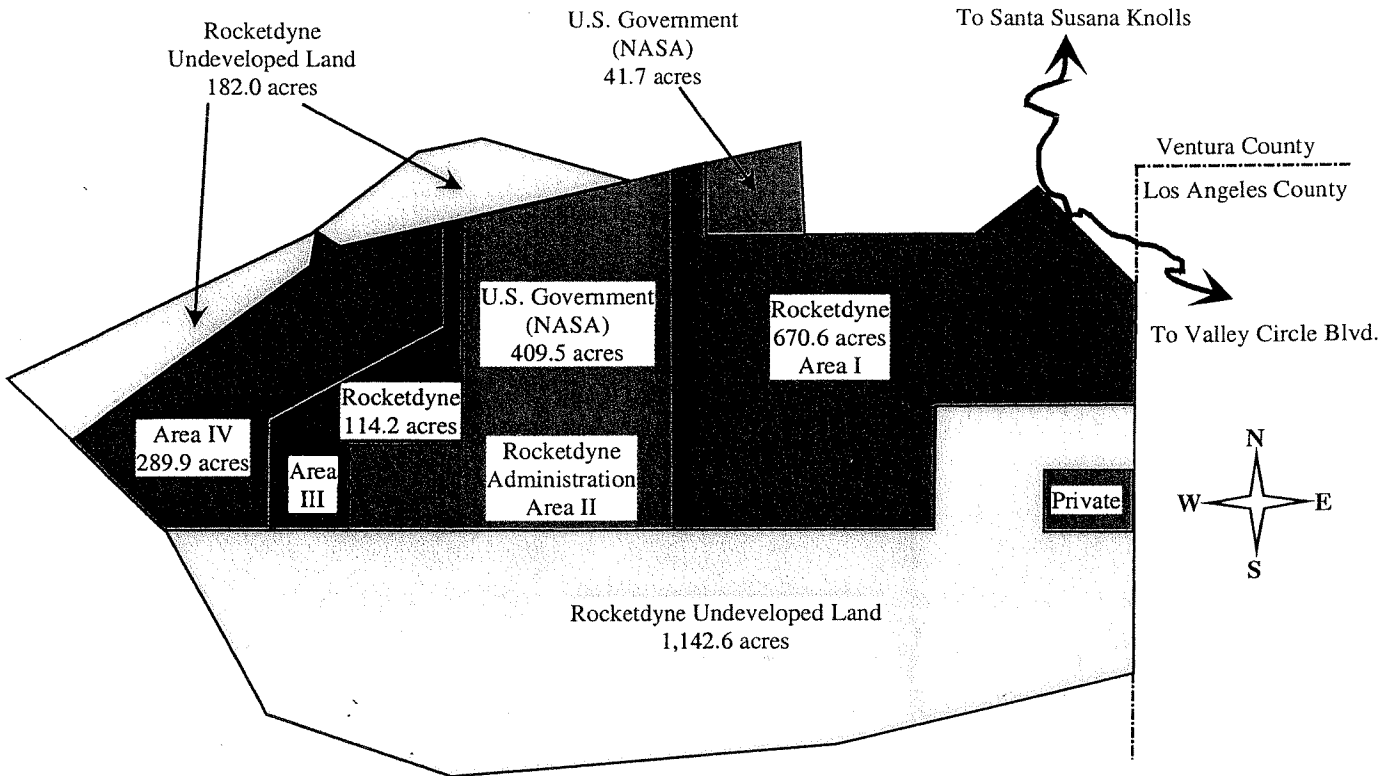 Rocketdyne
Undeveloped Land
182.0 acres
U.S. Government
(NASA)
41.7 acres
To Santa Susana Knolls
Ventura County
Los Angeles County
To Valley Circle Blvd.
U.S. Government
(NASA)
409.5 acres
Rocketdyne
670.6 acres
Area I
Rocketdyne
114.2 acres
Area IV
289.9 acres
Area
III
Rocketdyne
Administration
Area II
Private
N
W
E
S
Rocketdyne Undeveloped Land
1,142.6 acres